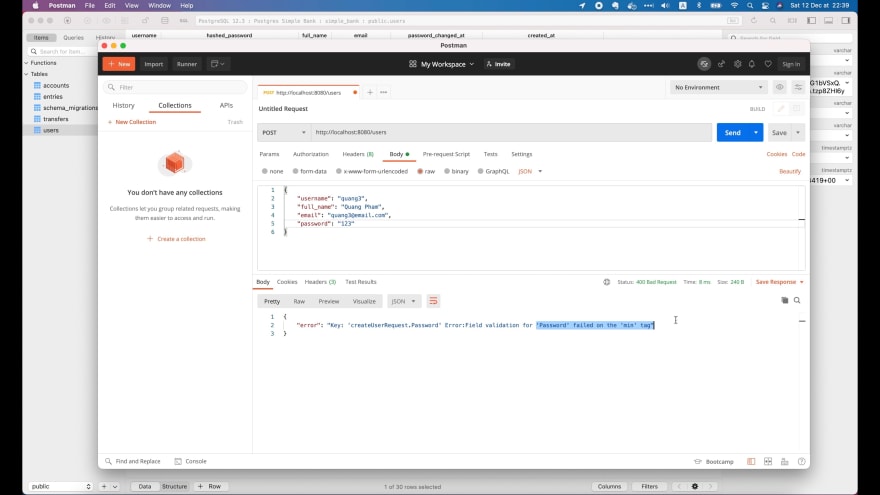 Postman File Edit View Window Help
Sat 12 Dec at 22:39
PostgreSQL 12.3 : Postgres Simple Bank : simple_bank : public.users
Items Queries History
username hashed_password full_name email password_changed_at created_at
Search for item...
Functions
Tables
accounts
entries
schema_migrations
transfers
users
Postman
New Import Runner
My Workspace Invite
Sign In
Filter
History Collections APIs
New Collection Trash
You don't have any collections
Collections let you group related requests, making
them easier to access and run.
Create a collection
POST http://localhost:8080/users
No Environment
Untitled Request
BUILD
POST http://localhost:8080/users
Send Save
Params Authorization Headers (8) Body Pre-request Script Tests Settings
Cookies Code
none form-data x-www-form-urlencoded raw binary GraphQL JSON
Beautify
1 {
2 "username": "quang3",
3 "full_name": "Quang Pham",
4 "email": "quang3@email.com",
5 "password": "123"
6 }
Body Cookies Headers (3) Test Results
Status: 400 Bad Request Time: 8 ms Size: 240 B Save Response
Pretty Raw Preview Visualize JSON
1 {
2 "error": "Key: 'createUserRequest.Password' Error:Field validation for 'Password' failed on the 'min' tag"
3 }
Find and Replace Console
Bootcamp
varchar
varchar
varchar
varchar
timestamptz
timestamptz
419+00
public
Data Structure Row
1 of 30 rows selected
Columns Filters